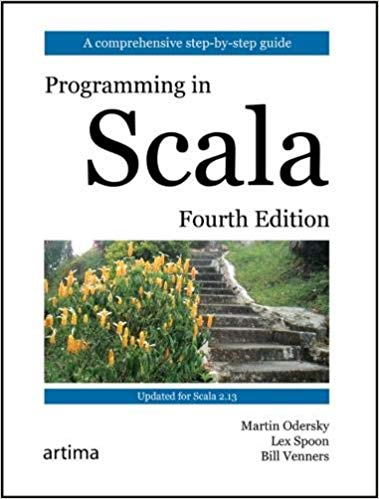 A comprehensive step-by-step guide
Programming in
Scala
Fourth Edition
Updated for Scala 2.13
Martin Odersky
Lex Spoon
artima
Bill Venners